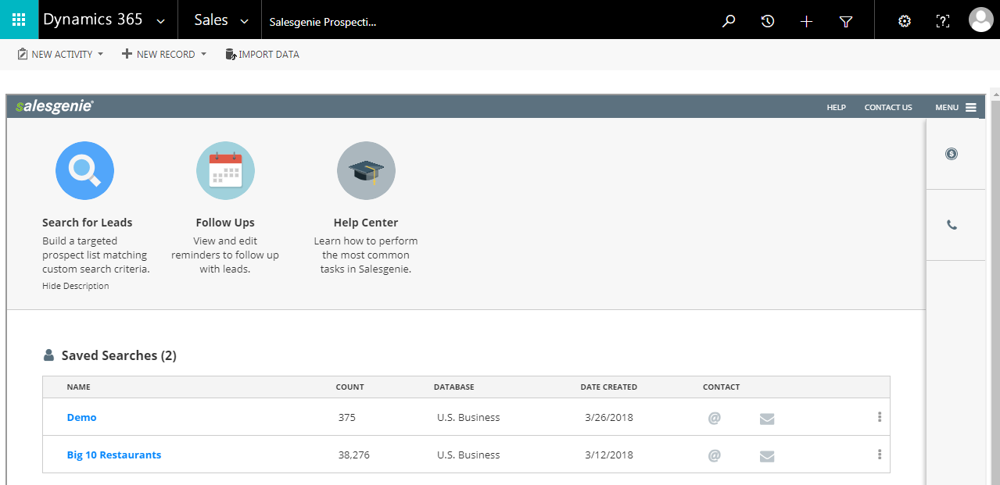 Dynamics 365 Sales Salesgenie Prospecti...
NEW ACTIVITY NEW RECORD IMPORT DATA
salesgenie® HELP CONTACT US MENU
Search for Leads
Build a targeted
prospect list matching
custom search criteria.
Hide Description
Follow Ups
View and edit
reminders to follow up
with leads.
Help Center
Learn how to perform
the most common
tasks in Salesgenie.
Saved Searches (2)
NAME COUNT DATABASE DATE CREATED CONTACT
Demo 375 U.S. Business 3/26/2018 @
Big 10 Restaurants 38,276 U.S. Business 3/12/2018 @